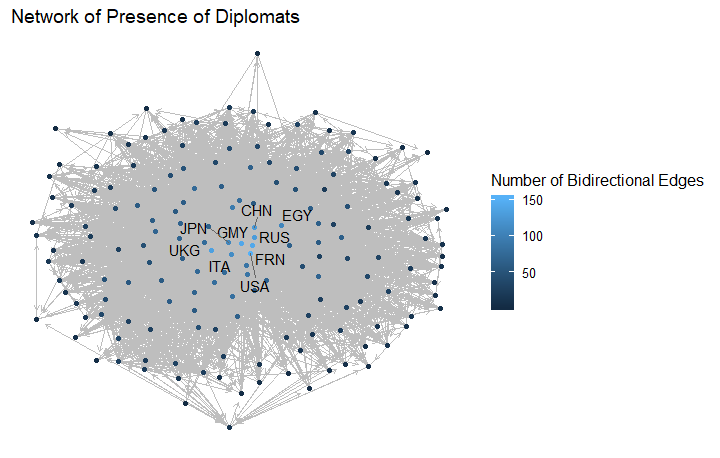 Network of Presence of Diplomats
CHN
EGY
JPN
GMY
RUS
UKG
FRN
ITA
USA
Number of Bidirectional Edges
150
100
50